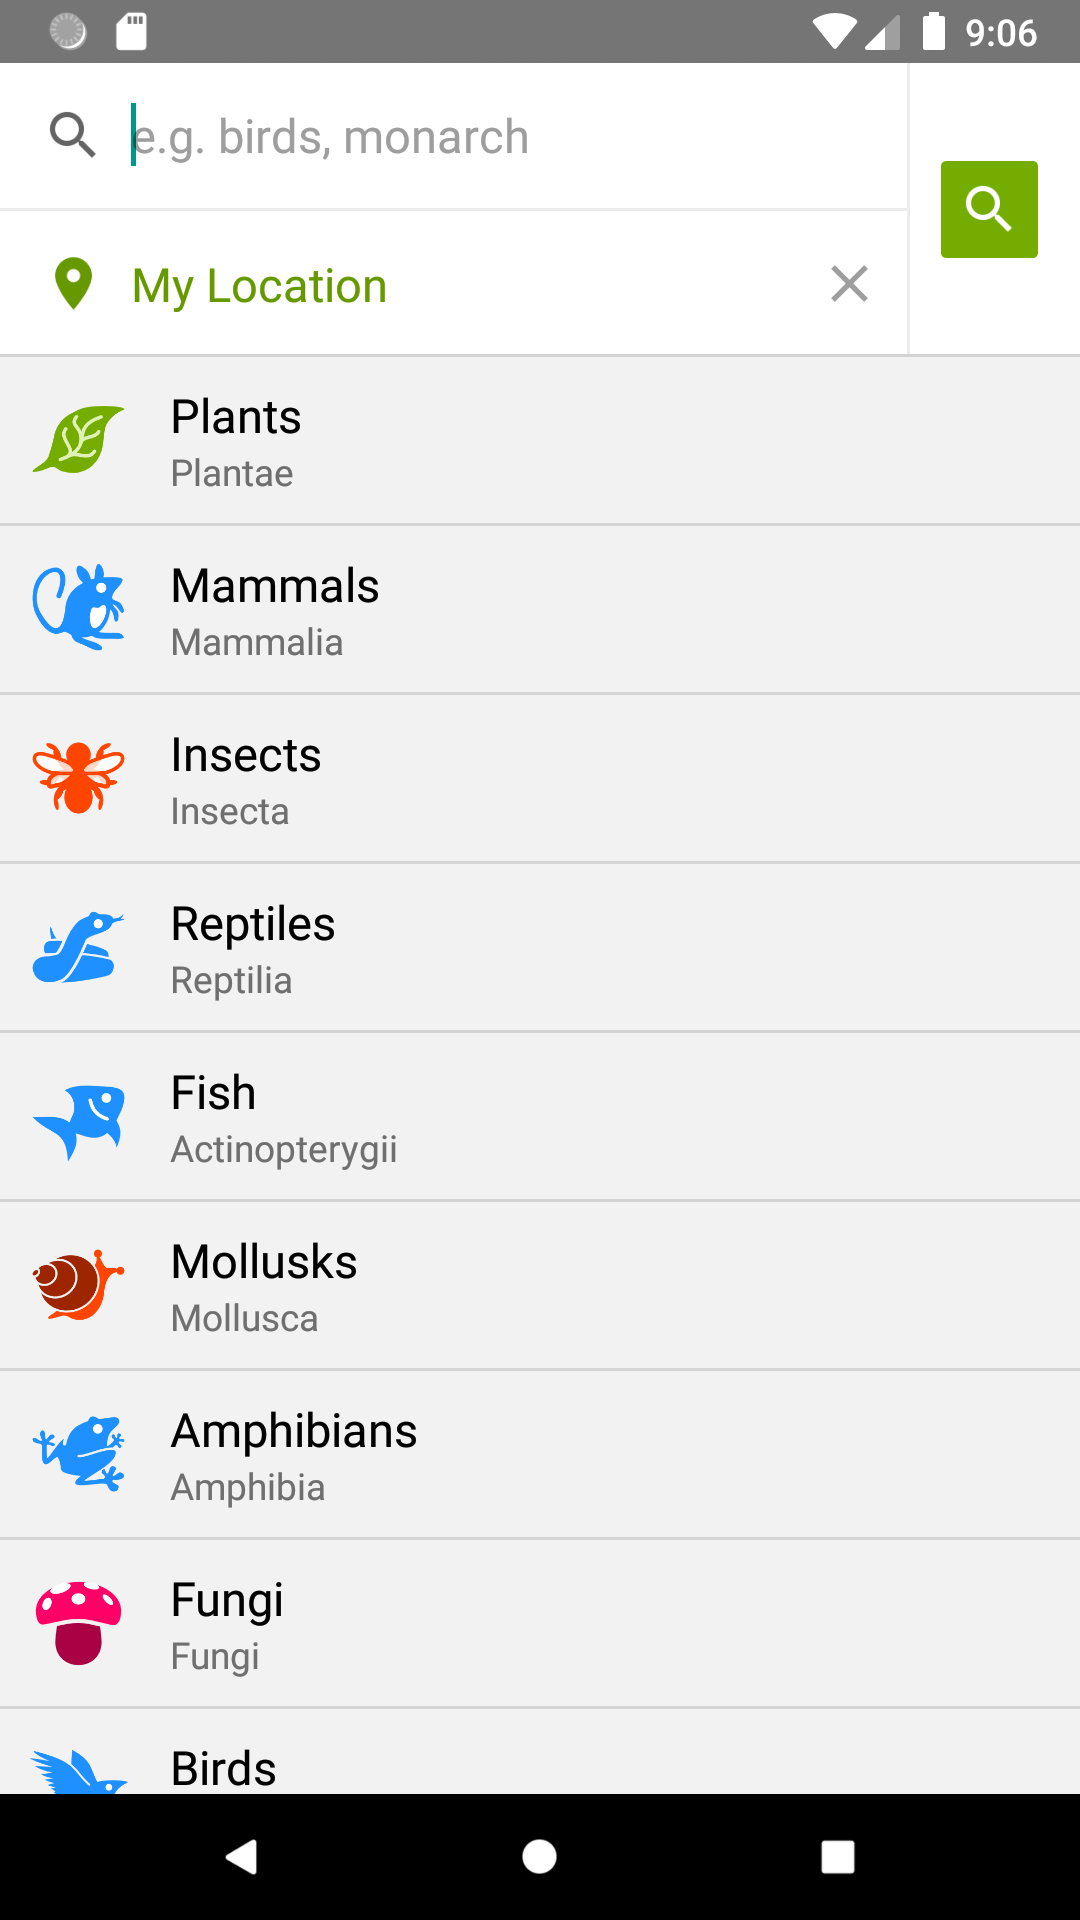 9:06
e.g. birds, monarch
My Location
Plants
Plantae
Mammals
Mammalia
Insects
Insecta
Reptiles
Reptilia
Fish
Actinopterygii
Mollusks
Mollusca
Amphibians
Amphibia
Fungi
Fungi
Birds